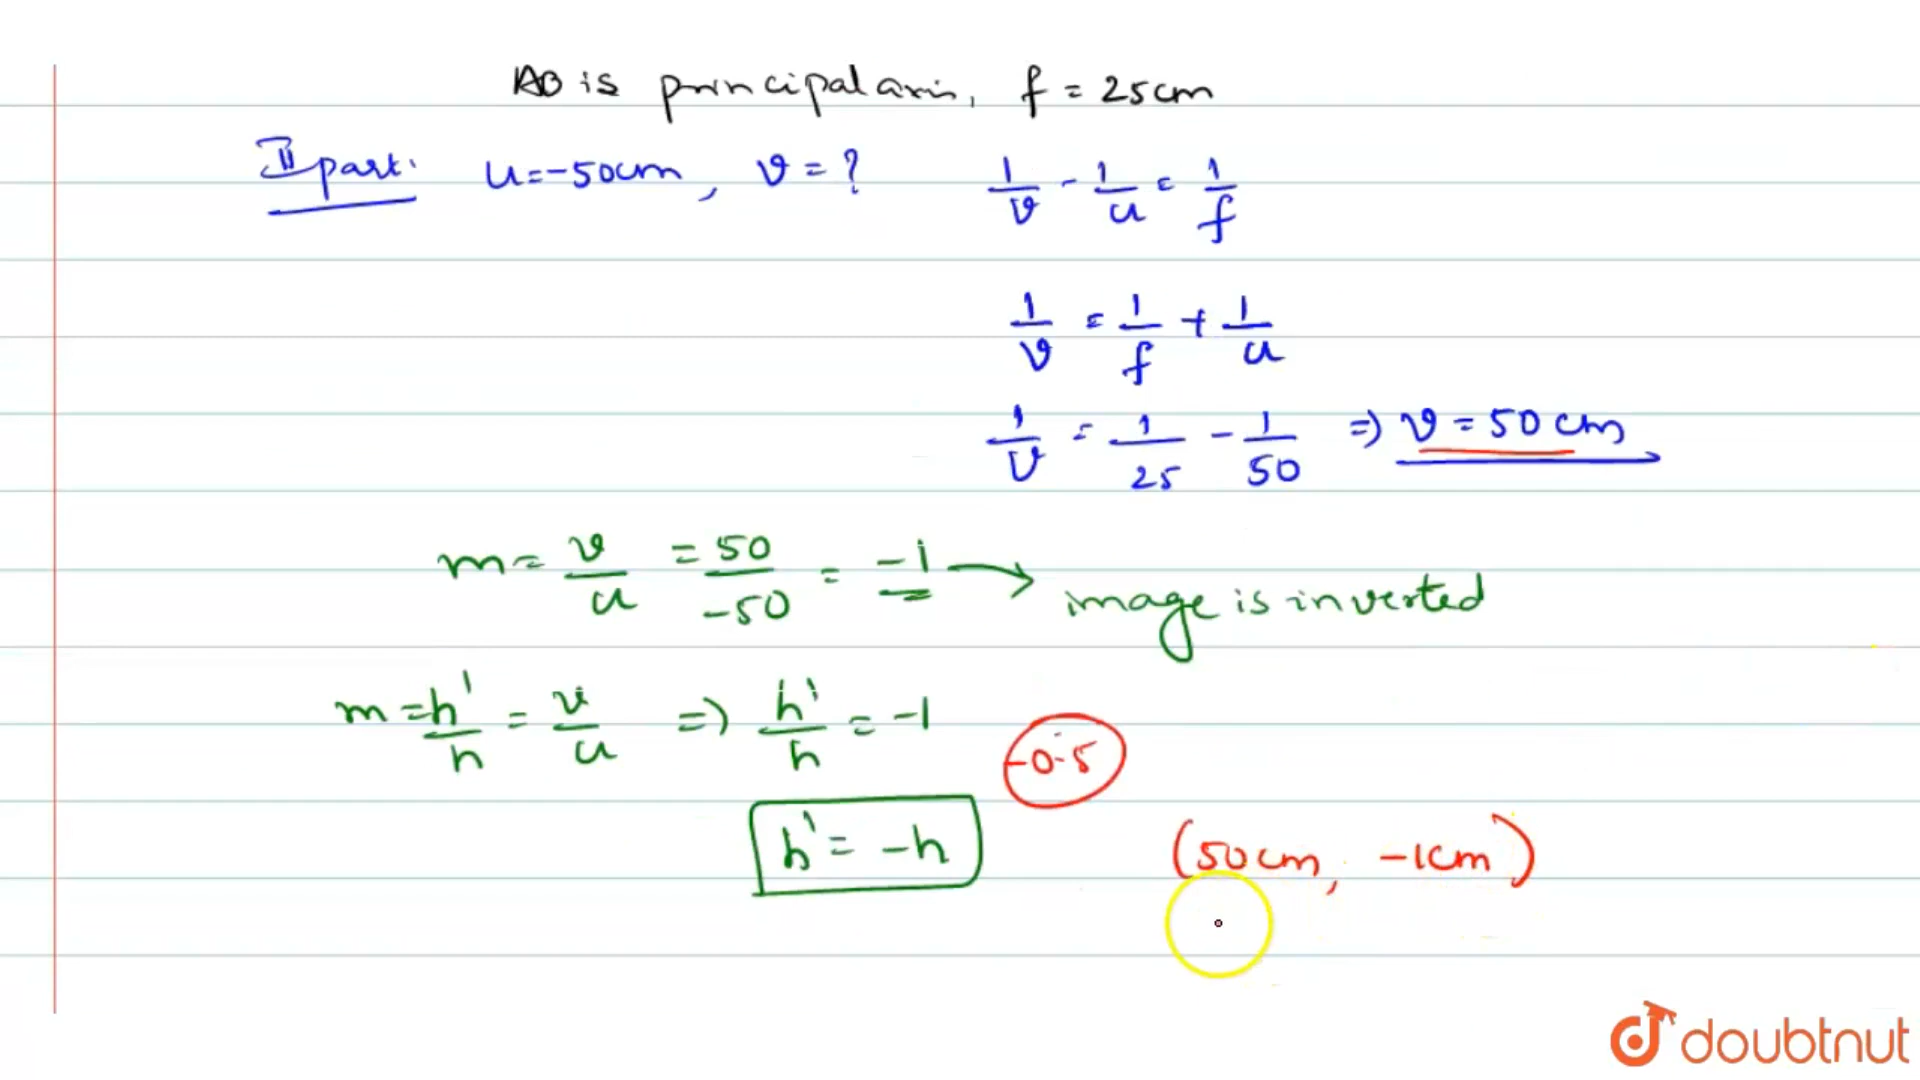 AO is principal axis, f = 25cm
II part. u=-50cm, v = ? 1/v - 1/u = 1/f
1/v = 1/f + 1/u
1/v = 1/25 - 1/50 => v = 50 cm
m = v/u = 50/-50 = -1 → image is inverted
m = h'/h = v/u => h'/h = -1
-0.5
h' = -h
(50cm, -1cm)
doubtnut